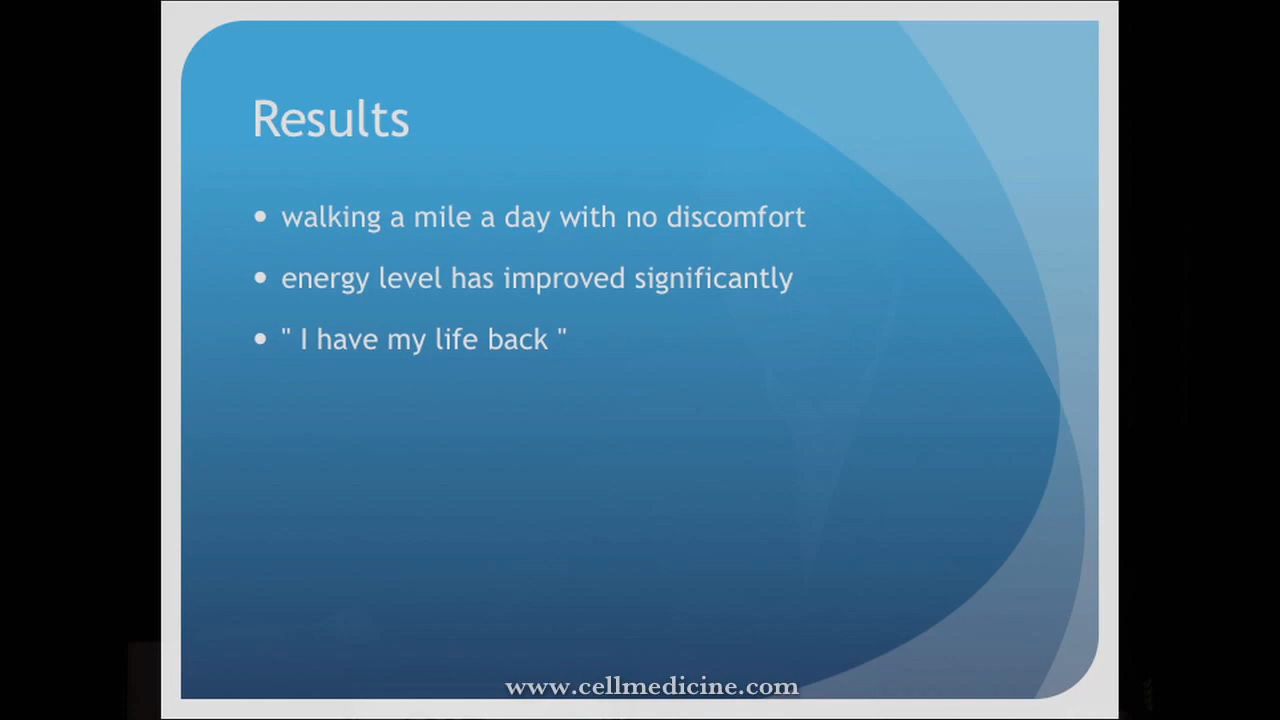 Results
• walking a mile a day with no discomfort
• energy level has improved significantly
• " I have my life back "
www.cellmedicine.com